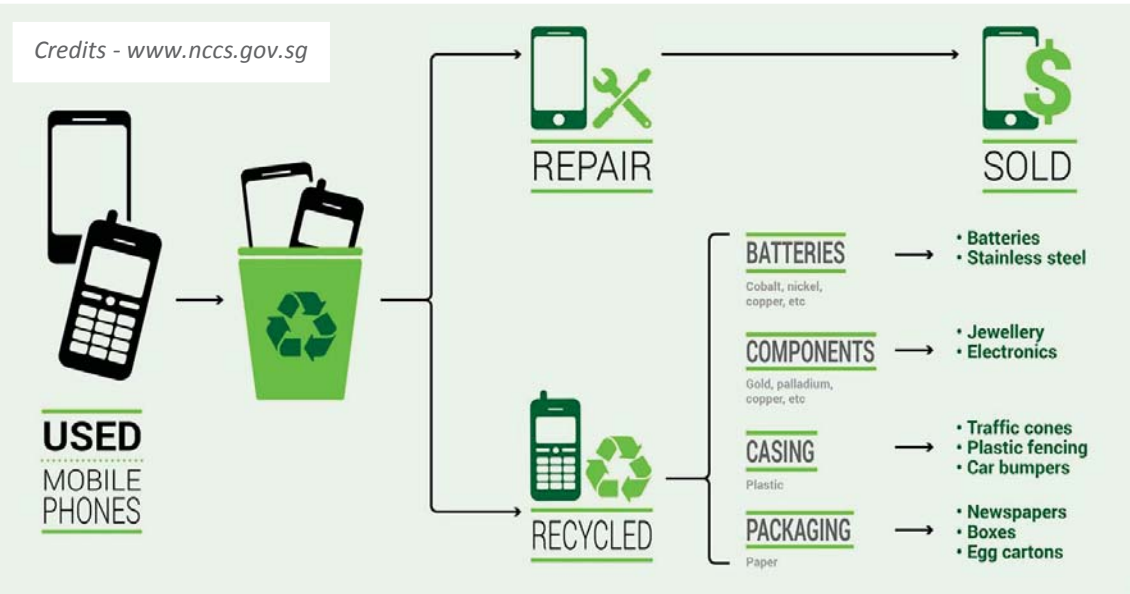 Credits - www.nccs.gov.sg
USED
MOBILE
PHONES
REPAIR
SOLD
RECYCLED
BATTERIES
Cobalt, nickel,
copper, etc
• Batteries
• Stainless steel
COMPONENTS
Gold, palladium,
copper, etc
• Jewellery
• Electronics
CASING
Plastic
• Traffic cones
• Plastic fencing
• Car bumpers
PACKAGING
Paper
• Newspapers
• Boxes
• Egg cartons